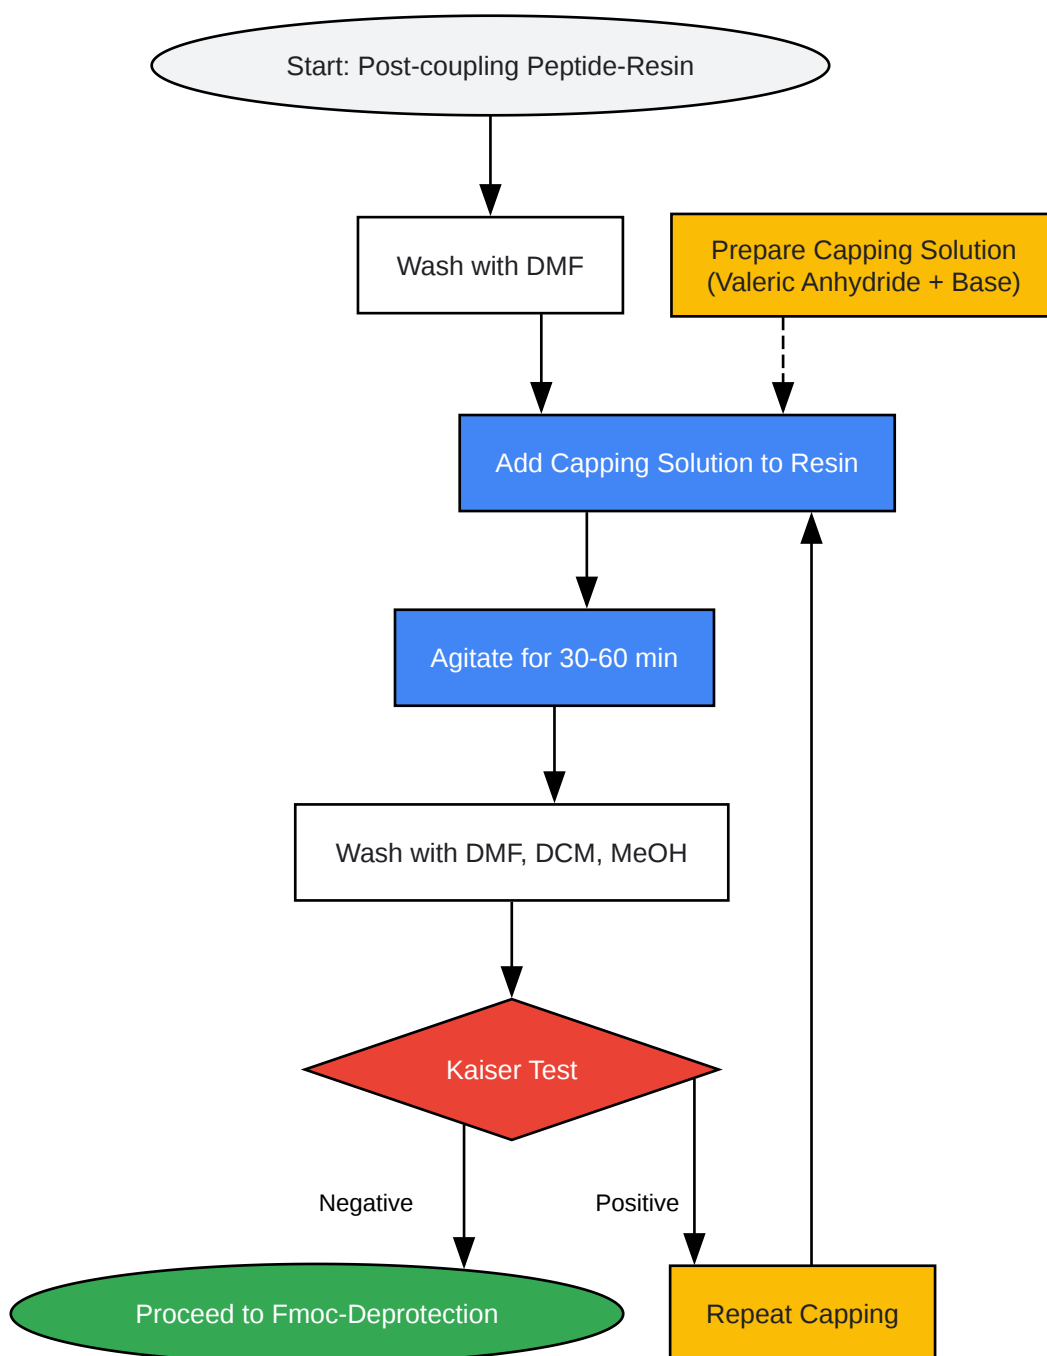 Start: Post-coupling Peptide-Resin
Wash with DMF
Prepare Capping Solution
(Valeric Anhydride + Base)
Add Capping Solution to Resin
Agitate for 30-60 min
Wash with DMF, DCM, MeOH
Kaiser Test
Negative
Positive
Proceed to Fmoc-Deprotection
Repeat Capping